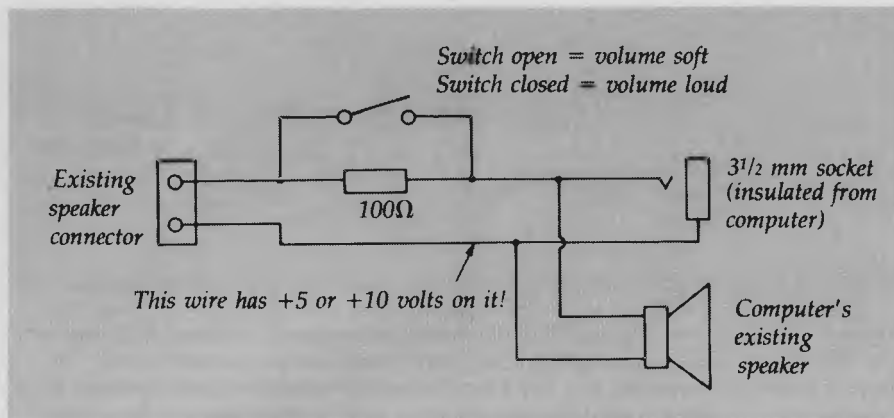 Switch open = volume soft
Switch closed = volume loud
Existing
speaker
connector
100Ω
3½ mm socket
(insulated from
computer)
This wire has +5 or +10 volts on it!
Computer's
existing
speaker